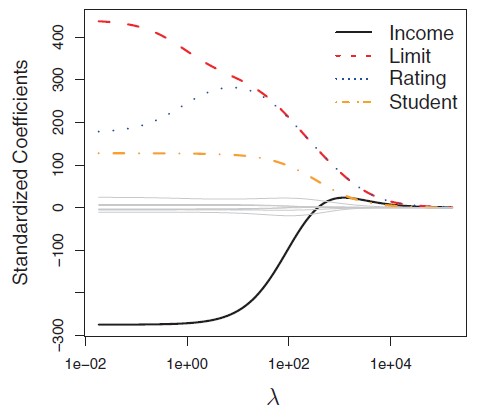 Income
Limit
Rating
Student
400
300
200
100
0
−100
−300
Standardized Coefficients
1e−02
1e+00
1e+02
1e+04
λ